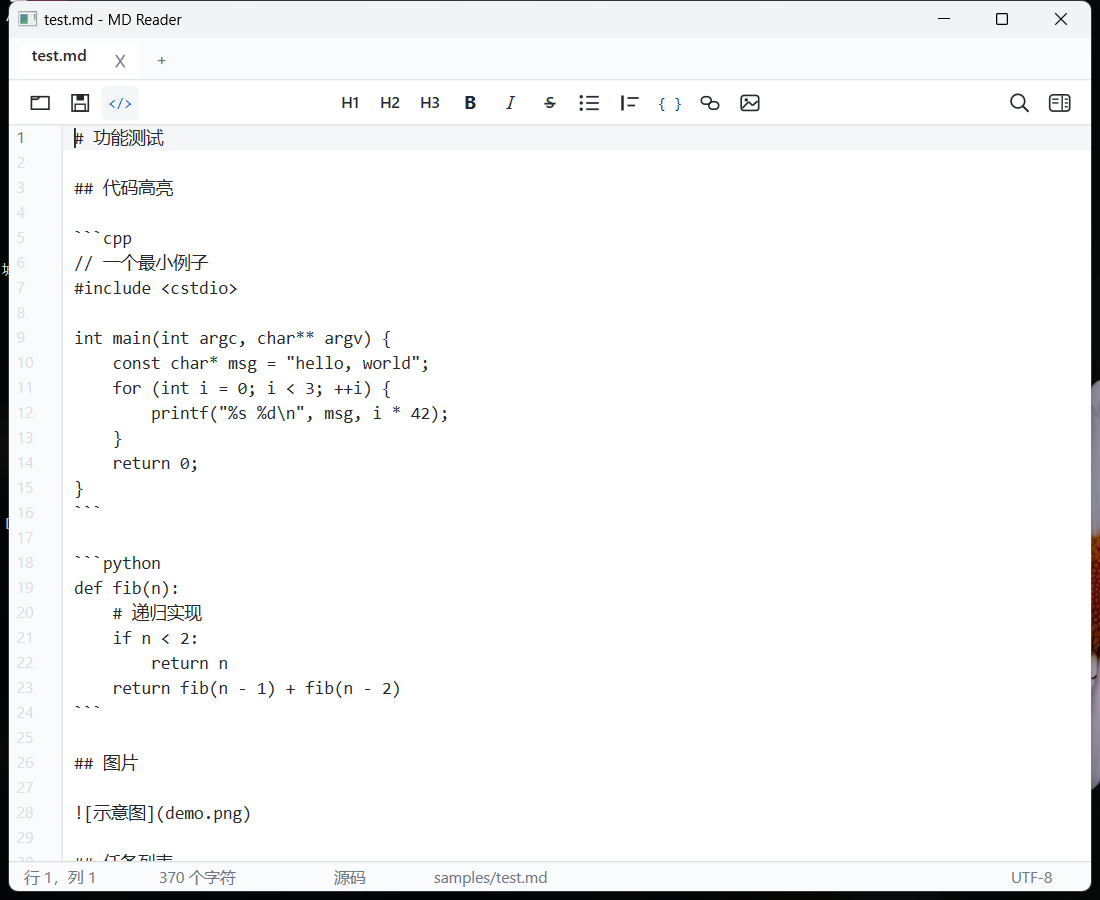 test.md - MD Reader
test.md X +
</> H1 H2 H3 B I S { }
1 # 功能测试
2
3 ## 代码高亮
4
5 ```cpp
6 // 一个最小例子
7 #include <cstdio>
8
9 int main(int argc, char** argv) {
10     const char* msg = "hello, world";
11     for (int i = 0; i < 3; ++i) {
12         printf("%s %d\n", msg, i * 42);
13     }
14     return 0;
15 }
16 ```
17
18 ```python
19 def fib(n):
20     # 递归实现
21     if n < 2:
22         return n
23     return fib(n - 1) + fib(n - 2)
24 ```
25
26 ## 图片
27
28 ![示意图](demo.png)
29
30 ## 任务列表
行 1，列 1 370 个字符 源码 samples/test.md UTF-8